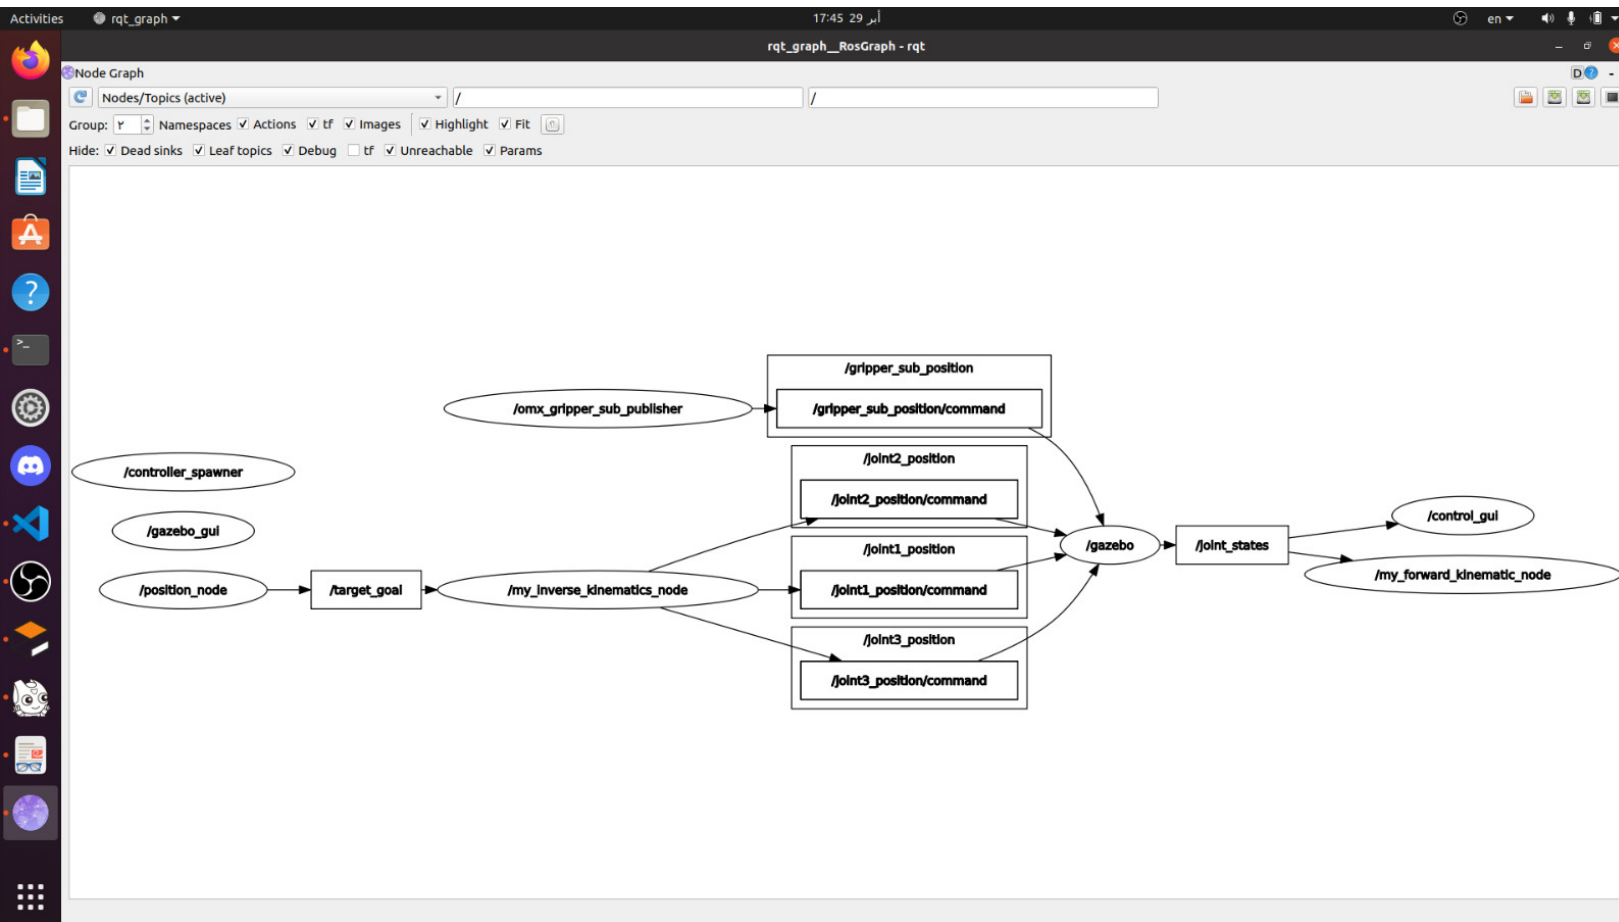 Activities rqt_graph 17:45 29 أبر en
rqt_graph__RosGraph - rqt
Node Graph D ? -
Nodes/Topics (active) / /
Group: ٢ Namespaces Actions tf Images Highlight Fit
Hide: Dead sinks Leaf topics Debug tf Unreachable Params
/gripper_sub_position
/omx_gripper_sub_publisher /gripper_sub_position/command
/joint2_position
/controller_spawner
/joint2_position/command
/control_gui
/gazebo_gui
/joint1_position /gazebo /joint_states
/my_forward_kinematic_node
/position_node /target_goal /my_inverse_kinematics_node /joint1_position/command
/joint3_position
/joint3_position/command